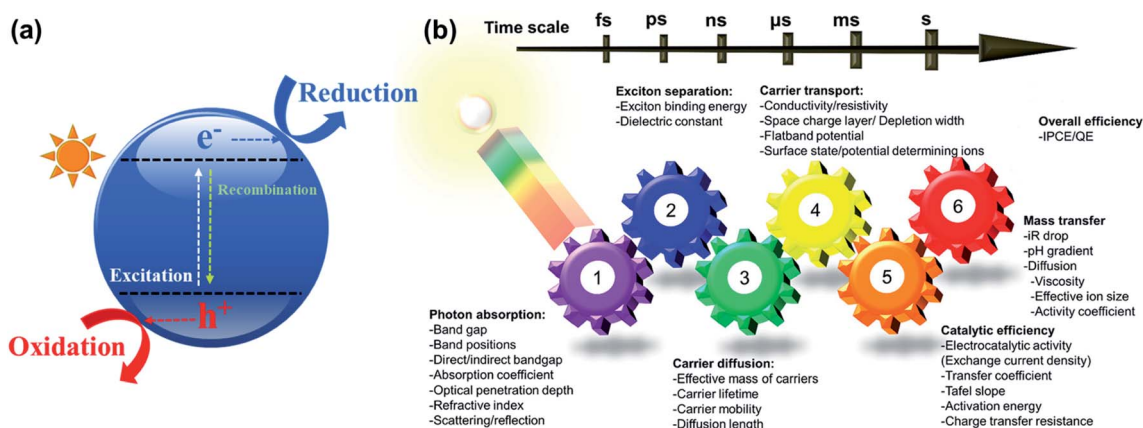 (a)
Reduction
e-
Recombination
Excitation
h+
Oxidation
(b)
Time scale
fs
ps
ns
µs
ms
s
Exciton separation:
-Exciton binding energy
-Dielectric constant
Carrier transport:
-Conductivity/resistivity
-Space charge layer/ Depletion width
-Flatband potential
-Surface state/potential determining ions
Overall efficiency
-IPCE/QE
1
2
3
4
5
6
Mass transfer
-iR drop
-pH gradient
-Diffusion
-Viscosity
-Effective ion size
-Activity coefficient
Photon absorption:
-Band gap
-Band positions
-Direct/indirect bandgap
-Absorption coefficient
-Optical penetration depth
-Refractive index
-Scattering/reflection
Carrier diffusion:
-Effective mass of carriers
-Carrier lifetime
-Carrier mobility
-Diffusion length
Catalytic efficiency
-Electrocatalytic activity
(Exchange current density)
-Transfer coefficient
-Tafel slope
-Activation energy
-Charge transfer resistance